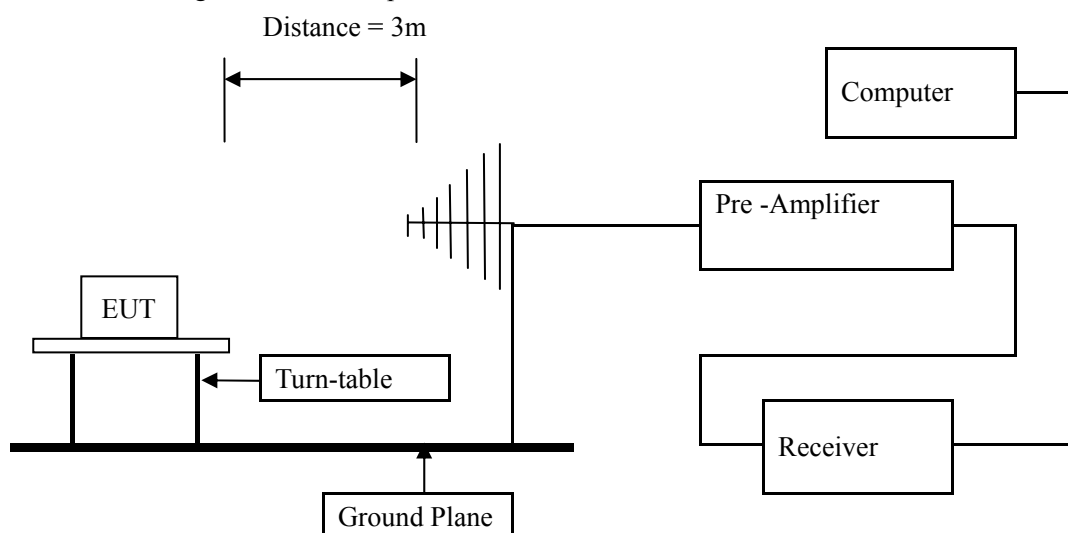 Distance = 3m
Computer
Pre -Amplifier
EUT
Turn-table
Receiver
Ground Plane